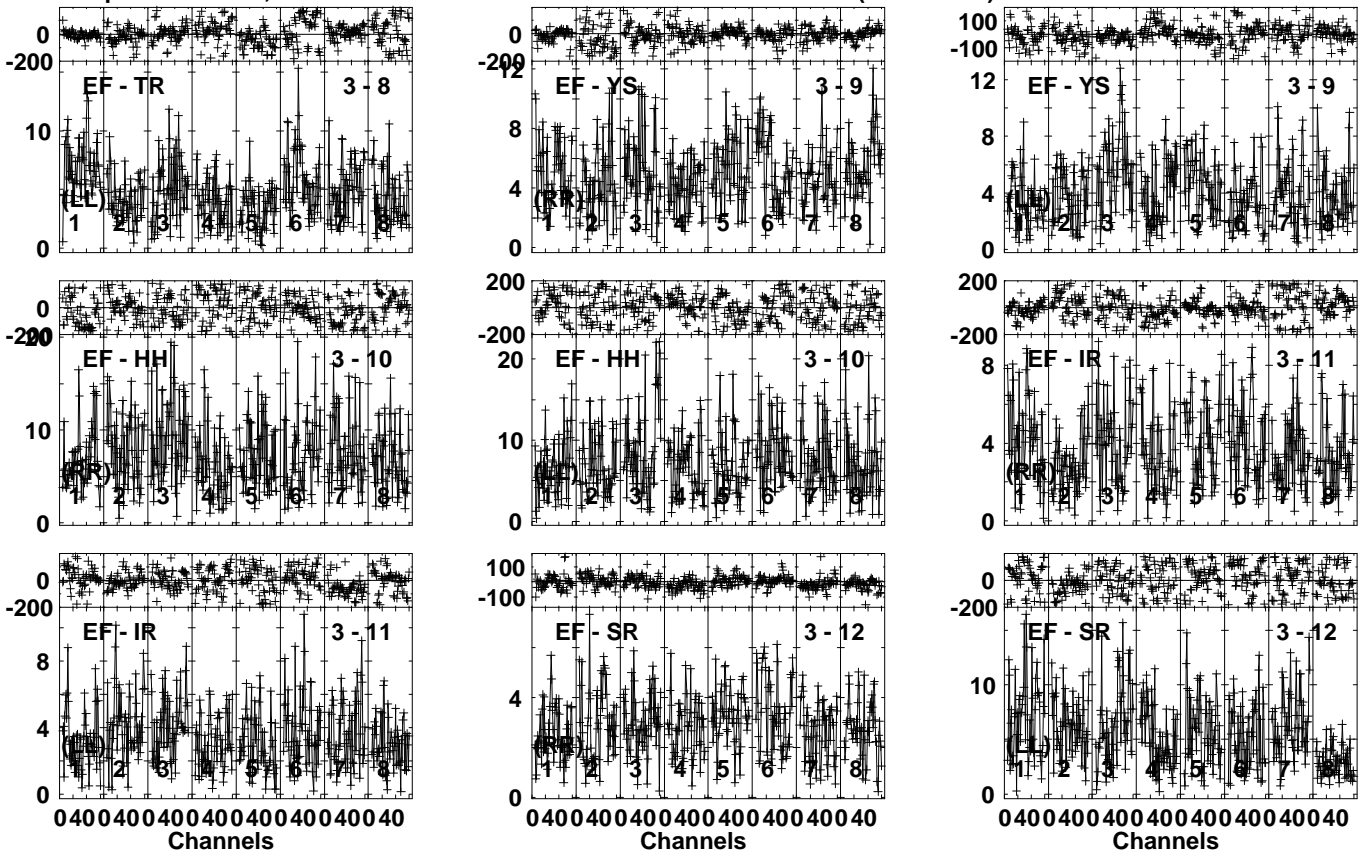 0 0 100
-200 -200 -100
EF - TR 3 - 8 12 EF - YS 3 - 9 12 EF - YS 3 - 9
10 8 8
(LL) 4 (RR) 4 (LL)
1 2 3 4 5 6 7 8 1 2 3 4 5 6 7 8 1 2 3 4 5 6 7 8
0 0 0
0 200 200
-200 -200 -200
20 EF - HH 3 - 10 20 EF - HH 3 - 10 8 EF - IR 3 - 11
10 10 4
(RR) (LL) (RR)
1 2 3 4 5 6 7 8 1 2 3 4 5 6 7 8 1 2 3 4 5 6 7 8
0 0 0
0 100 0
-200 -100 -200
EF - IR 3 - 11 EF - SR 3 - 12 EF - SR 3 - 12
8 4 10
4 (LL) (RR) (LL)
1 2 3 4 5 6 7 8 1 2 3 4 5 6 7 8 1 2 3 4 5 6 7 8
0 0 0
0 40 0 40 0 40 0 40 0 40 0 40 0 40 0 40 0 40 0 40 0 40 0 40 0 40 0 40 0 40 0 40 0 40 0 40 0 40 0 40 0 40 0 40 0 40 0 40
Channels Channels Channels